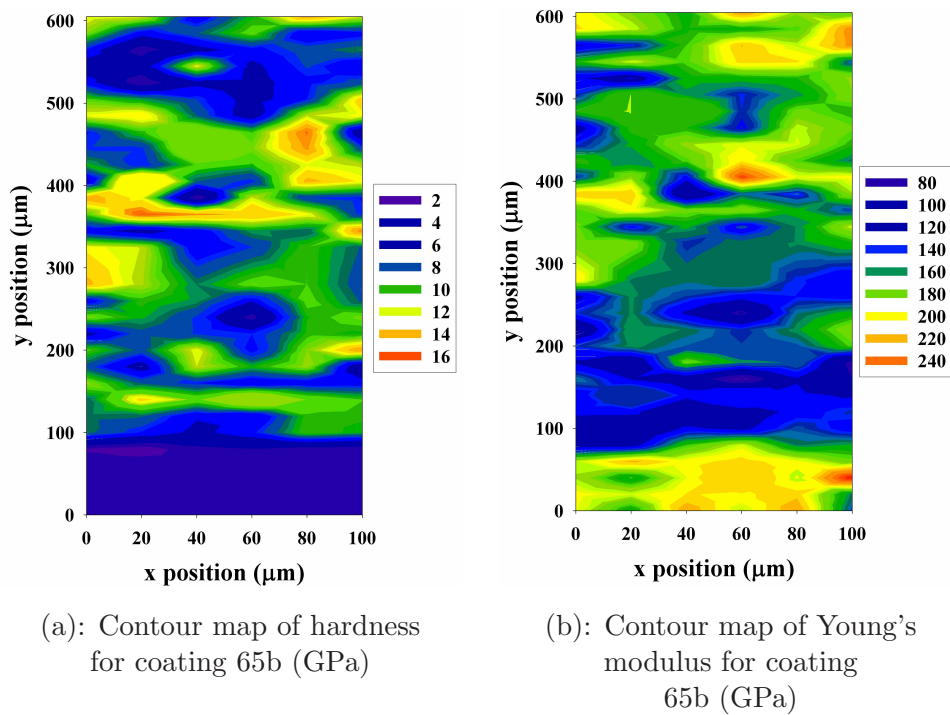 600
500
400
300
200
100
0
y position (μm)
0 20 40 60 80 100
x position (μm)
2
4
6
8
10
12
14
16
(a): Contour map of hardness
for coating 65b (GPa)
600
500
400
300
200
100
0
y position (μm)
0 20 40 60 80 100
x position (μm)
80
100
120
140
160
180
200
220
240
(b): Contour map of Young's
modulus for coating
65b (GPa)